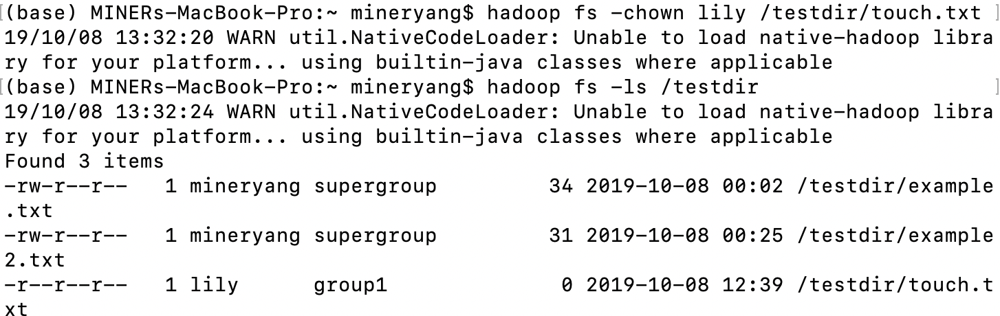 [(base) MINERs-MacBook-Pro:~ mineryang$ hadoop fs -chown lily /testdir/touch.txt ]
19/10/08 13:32:20 WARN util.NativeCodeLoader: Unable to load native-hadoop libra
ry for your platform... using builtin-java classes where applicable
[(base) MINERs-MacBook-Pro:~ mineryang$ hadoop fs -ls /testdir ]
19/10/08 13:32:24 WARN util.NativeCodeLoader: Unable to load native-hadoop libra
ry for your platform... using builtin-java classes where applicable
Found 3 items
-rw-r--r--   1 mineryang supergroup         34 2019-10-08 00:02 /testdir/example
.txt
-rw-r--r--   1 mineryang supergroup         31 2019-10-08 00:25 /testdir/example
2.txt
-r--r--r--   1 lily      group1              0 2019-10-08 12:39 /testdir/touch.t
xt